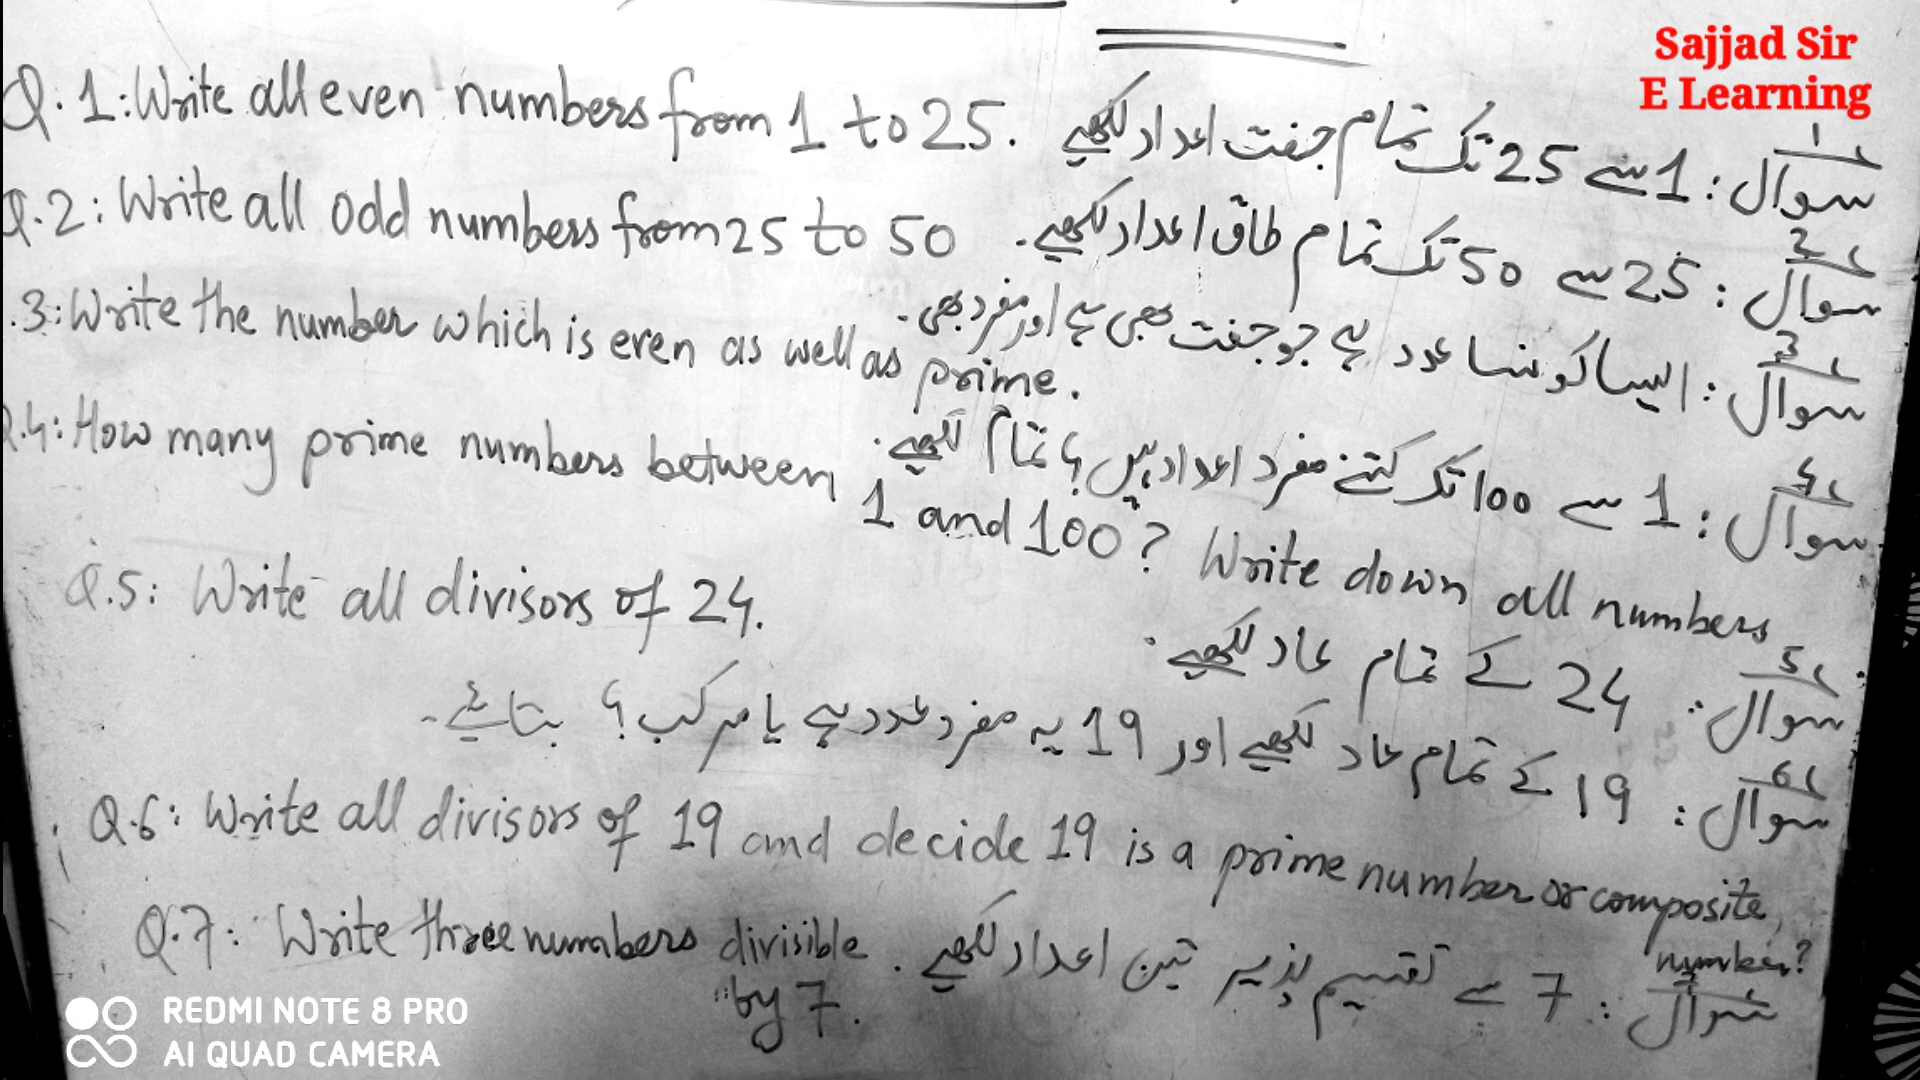 Sajjad Sir
E Learning
Q.1: Write all even numbers from 1 to 25.
سوال 1: 1 سے 25 تک تمام جفت اعداد لکھیے
Q.2: Write all odd numbers from 25 to 50
سوال 2: 25 سے 50 تک تمام طاق اعداد لکھیے۔
.3: Write the number which is even as well as
prime.
سوال 3: ایسا کونسا عدد ہے جو جفت بھی ہے اور مفرد بھی۔
Q.4: How many prime numbers between
1 and 100? Write down all numbers
سوال 4: 1 سے 100 تک کتنے مفرد اعداد ہیں؟ تمام لکھیے۔
Q.5: Write all divisors of 24.
سوال 5: 24 کے تمام عاد لکھیے۔
سوال 6: 19 کے تمام عاد لکھیے اور 19 یہ مفرد عدد ہے یا مرکب؟ بتائیے۔
Q.6: Write all divisors of 19 and decide 19 is a prime number or composite
number?
Q.7: Write three numbers divisible
by 7.
سوال 7: 7 سے تقسیم پذیر تین اعداد لکھیے۔
REDMI NOTE 8 PRO
AI QUAD CAMERA